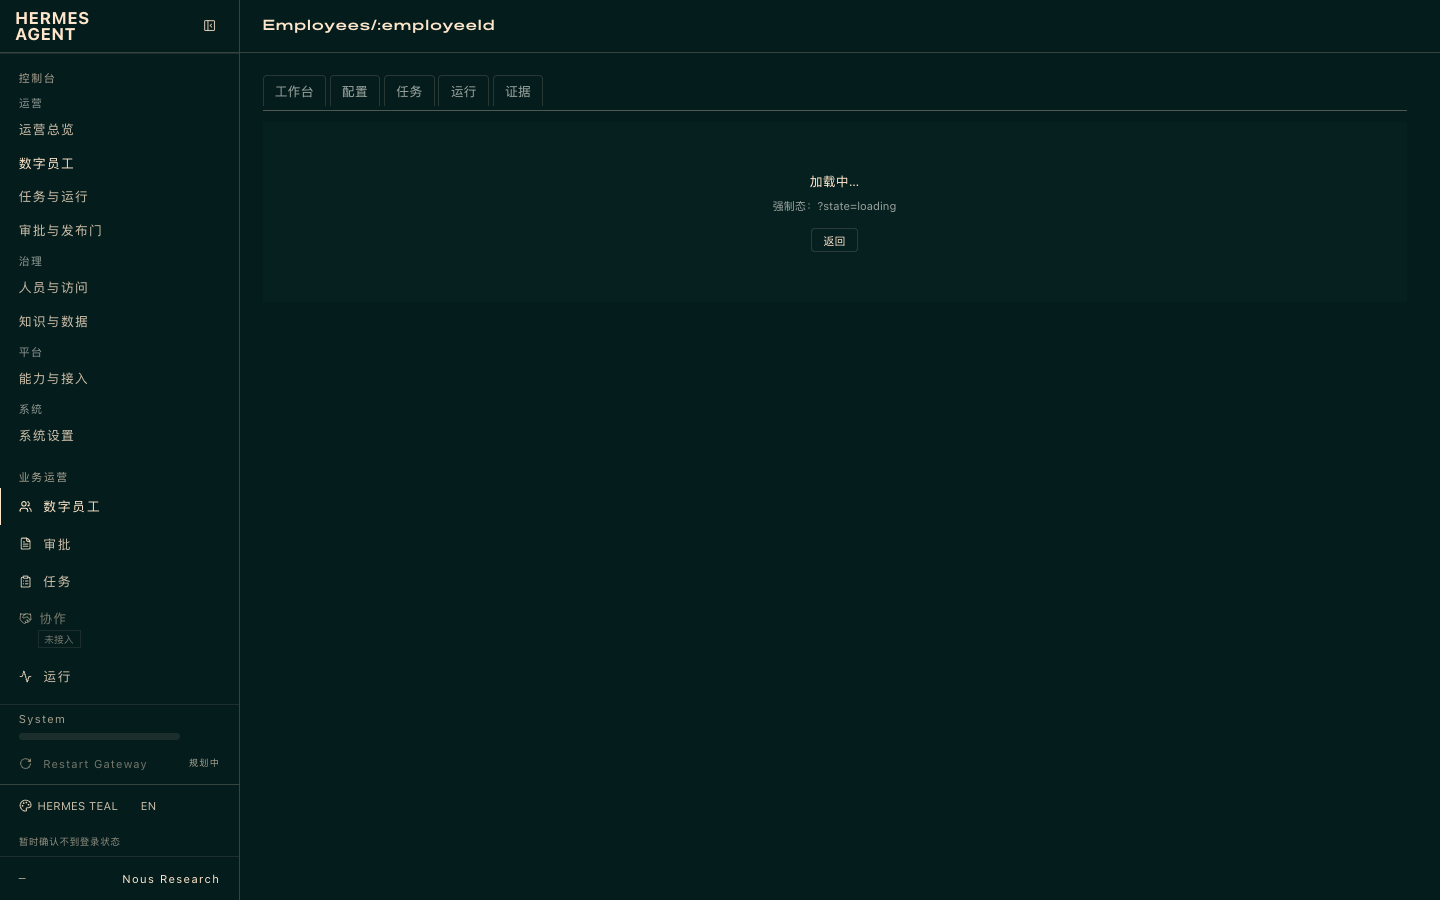 HERMES
AGENT
Employees/:employeeId
控制台
运营
运营总览
数字员工
任务与运行
审批与发布门
治理
人员与访问
知识与数据
平台
能力与接入
系统
系统设置
业务运营
数字员工
审批
任务
协作
未接入
运行
System
Restart Gateway 规划中
HERMES TEAL EN
暂时确认不到登录状态
— Nous Research
工作台 配置 任务 运行 证据
加载中...
强制态：?state=loading
返回